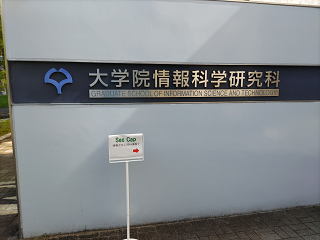 大学院情報科学研究科
GRADUATE SCHOOL OF INFORMATION SCIENCE AND TECHNOLOGY
Sec Cap